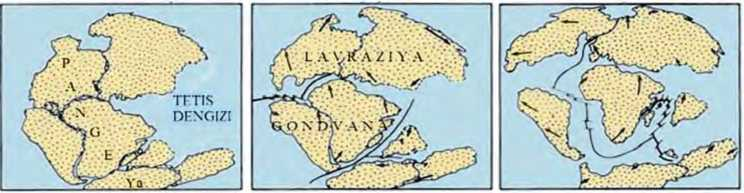 P
A
N
G
E
Ya
TETIS
DENGIZI
LAVRAZIYA
GONDVANA